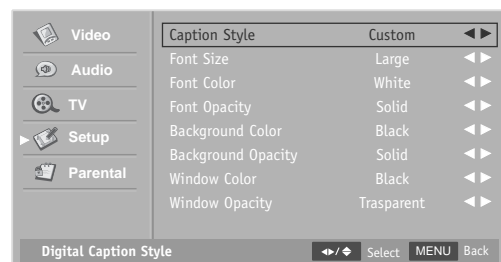 Video
Audio
TV
Setup
Parental
Caption Style Custom
Font Size Large
Font Color White
Font Opacity Solid
Background Color Black
Background Opacity Solid
Window Color Black
Window Opacity Trasparent
Digital Caption Style Select MENU Back